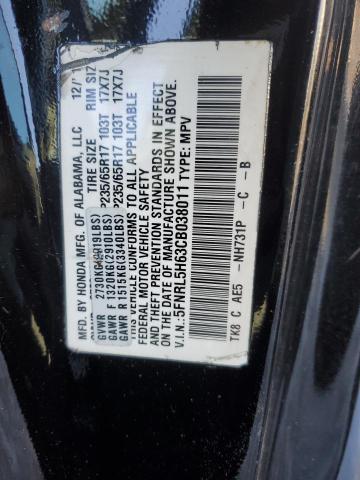 MFD. BY HONDA MFG. OF ALABAMA, LLC 12/'1
TIRE SIZE RIM SIZ
GVWR 2730KG(6019LBS)
GAWR F 1320KG(2910LBS) P235/65R17 103T 17X7J
GAWR R 1515KG(3340LBS) P235/65R17 103T 17X7J
THIS VEHICLE CONFORMS TO ALL APPLICABLE
FEDERAL MOTOR VEHICLE SAFETY
AND THEFT PREVENTION STANDARDS IN EFFECT
ON THE DATE OF MANUFACTURE SHOWN ABOVE.
V.I.N.:5FNRL5H63CB038011 TYPE: MPV
TK8 C AE5 -NH731P -C -B